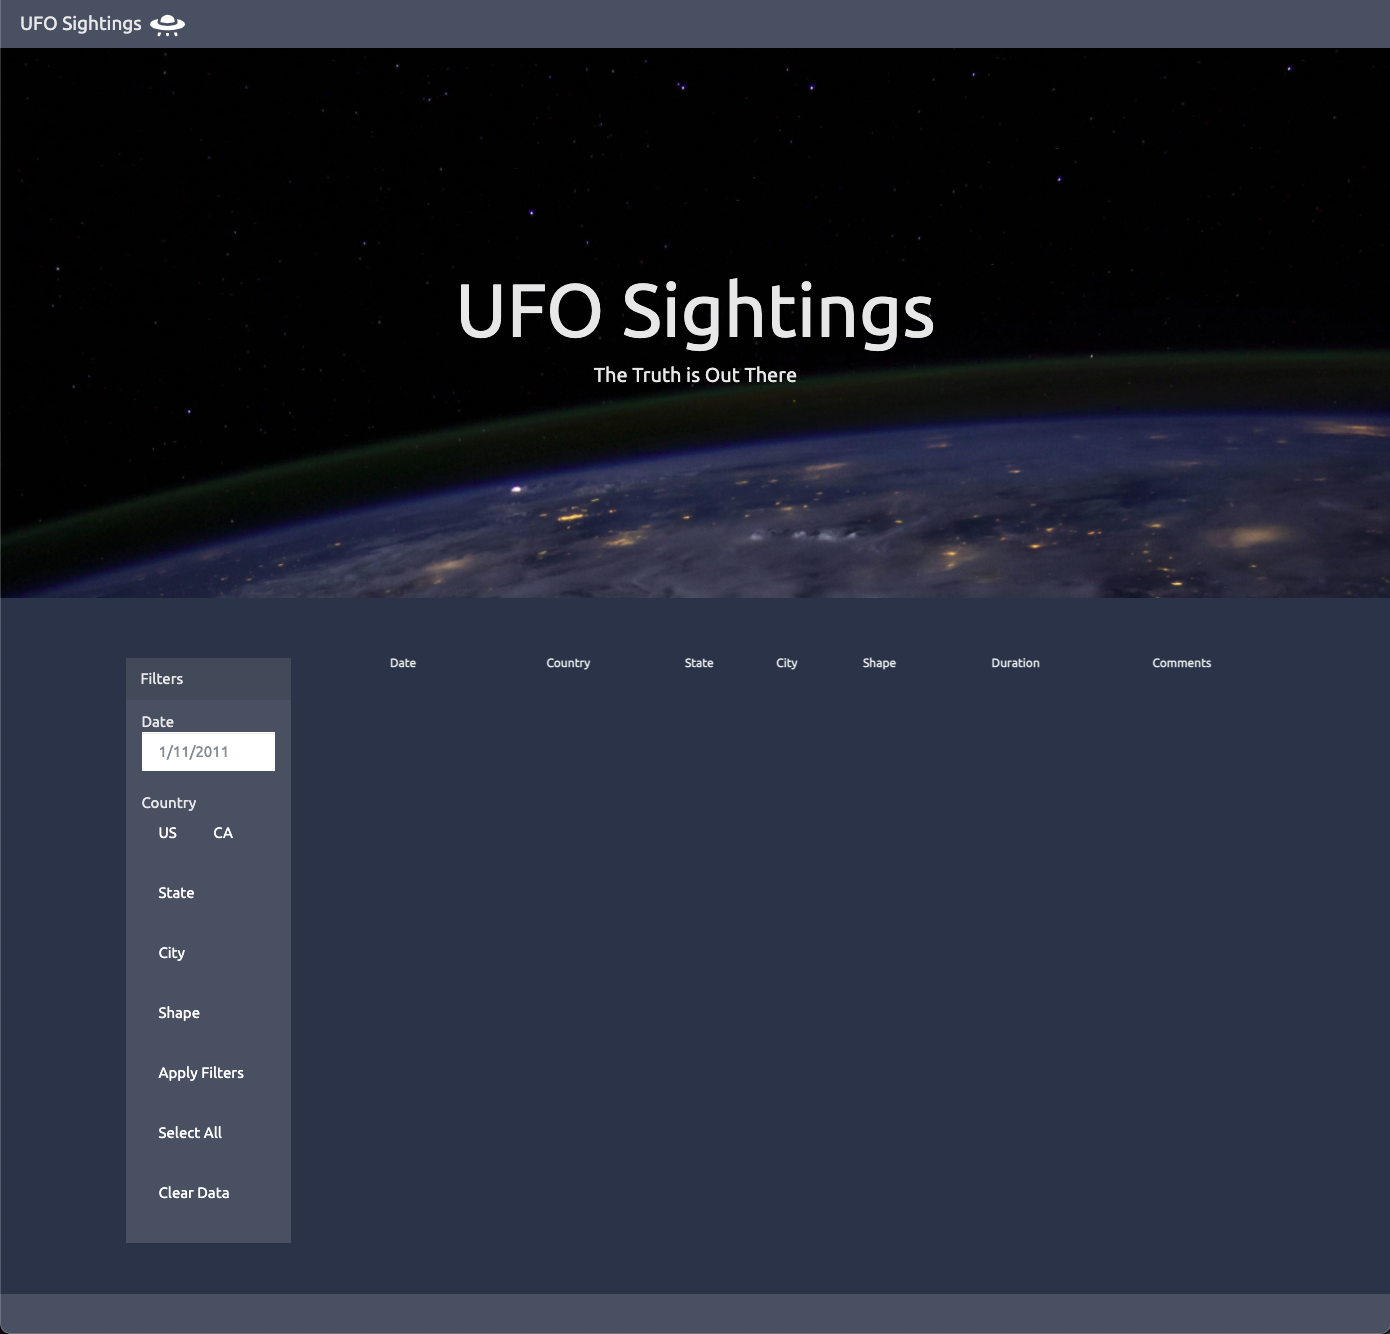 UFO Sightings
UFO Sightings
The Truth is Out There
Filters
Date
1/11/2011
Country
US CA
State
City
Shape
Apply Filters
Select All
Clear Data
Date Country State City Shape Duration Comments